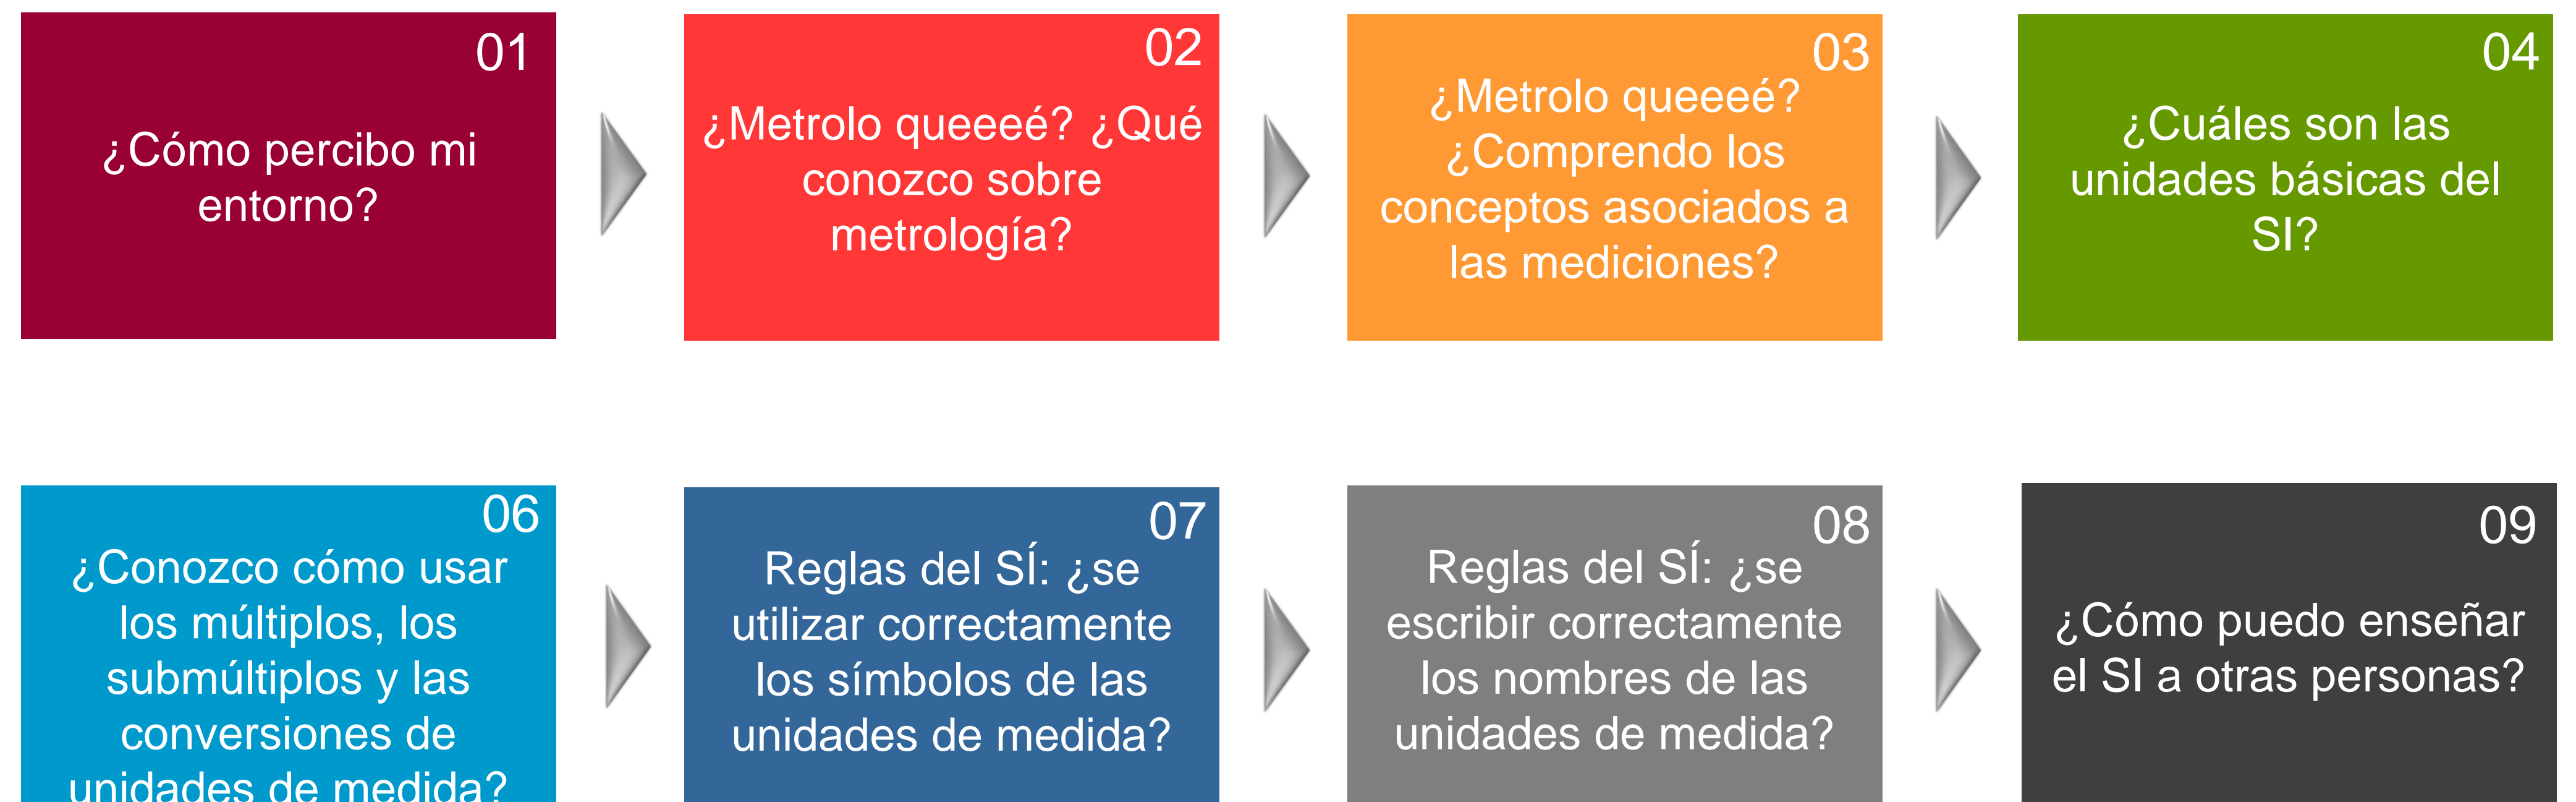 01
¿Cómo percibo mi
entorno?
02
¿Metrolo queeeé? ¿Qué
conozco sobre
metrología?
03
¿Metrolo queeeé?
¿Comprendo los
conceptos asociados a
las mediciones?
04
¿Cuáles son las
unidades básicas del
SI?
06
¿Conozco cómo usar
los múltiplos, los
submúltiplos y las
conversiones de
unidades de medida?
07
Reglas del SÍ: ¿se
utilizar correctamente
los símbolos de las
unidades de medida?
08
Reglas del SÍ: ¿se
escribir correctamente
los nombres de las
unidades de medida?
09
¿Cómo puedo enseñar
el SI a otras personas?